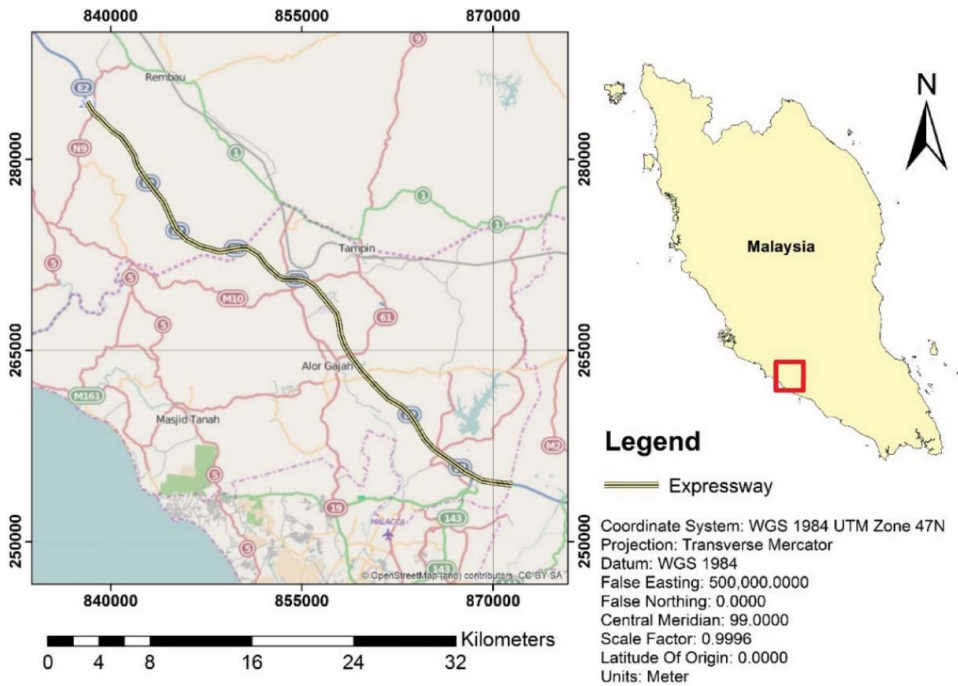 840000 855000 870000
E2
Rembau
9
N9
1
280000
280000
1
1
5
Tampin
5
M10
61
5
265000
265000
Alor Gajah
M161
Masjid Tanah
M2
5
19
143
MALACCA
5
143
250000
250000
© OpenStreetMap (and) contributors, CC-BY-SA
840000 855000 870000
Kilometers
0 2 4 8 16 24 32
N
Malaysia
Legend
Expressway
Coordinate System: WGS 1984 UTM Zone 47N
Projection: Transverse Mercator
Datum: WGS 1984
False Easting: 500,000.0000
False Northing: 0.0000
Central Meridian: 99.0000
Scale Factor: 0.9996
Latitude Of Origin: 0.0000
Units: Meter